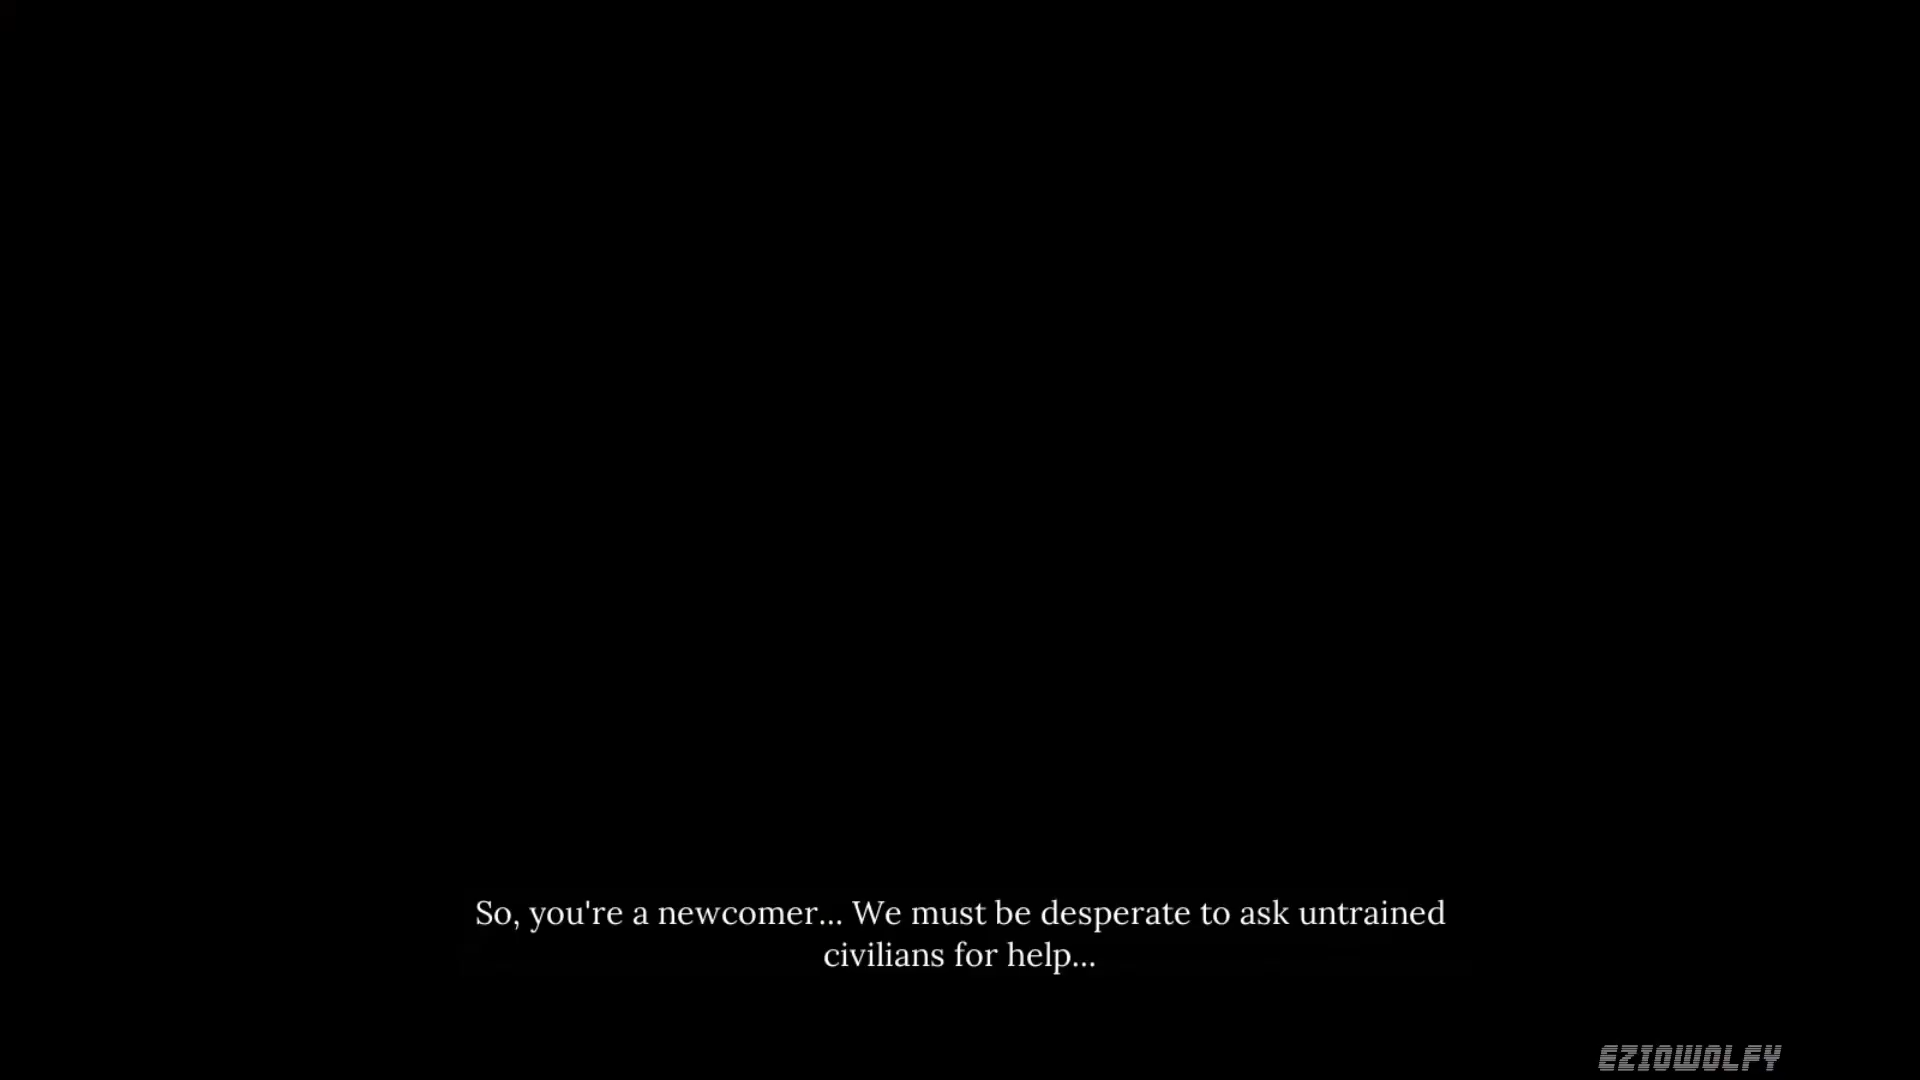 So, you're a newcomer... We must be desperate to ask untrained
civilians for help...
EZIOWOLFY